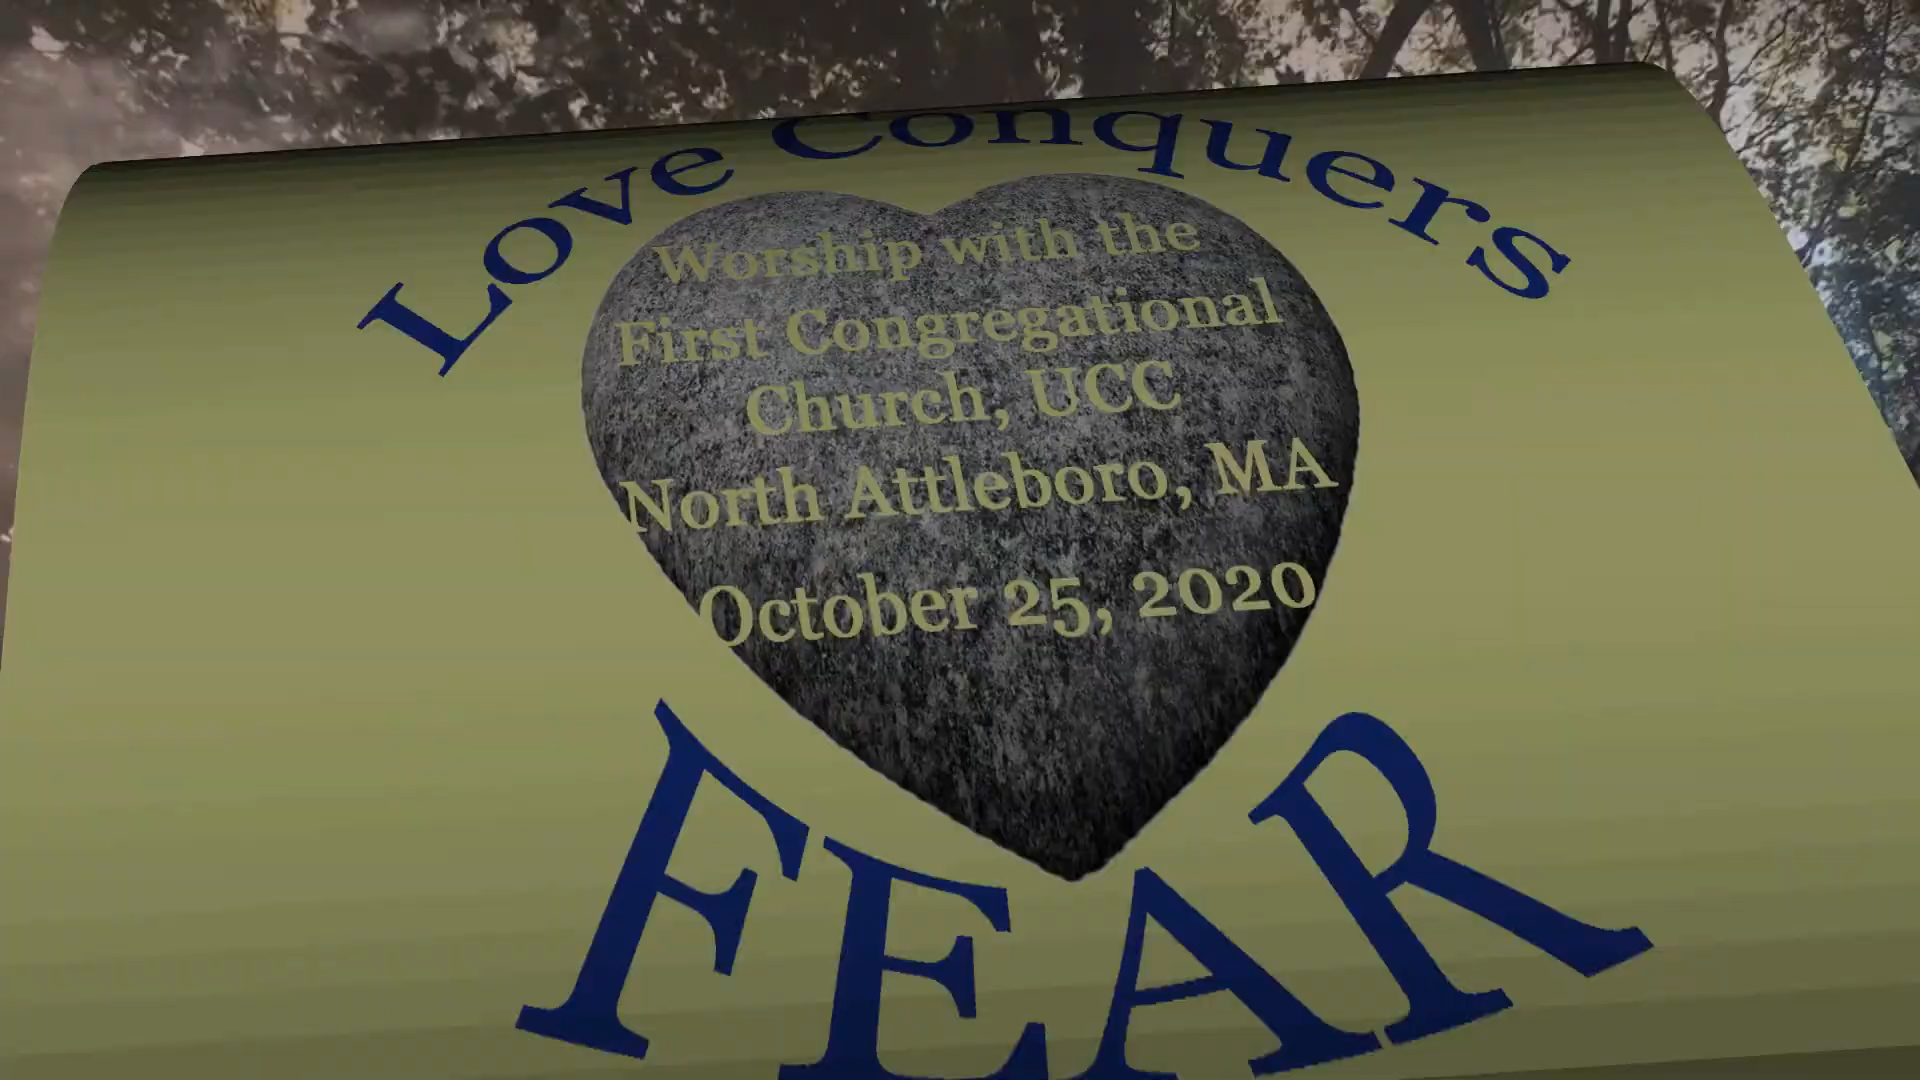 Love Conquers
Worship with the
First Congregational
Church, UCC
North Attleboro, MA
October 25, 2020
FEAR